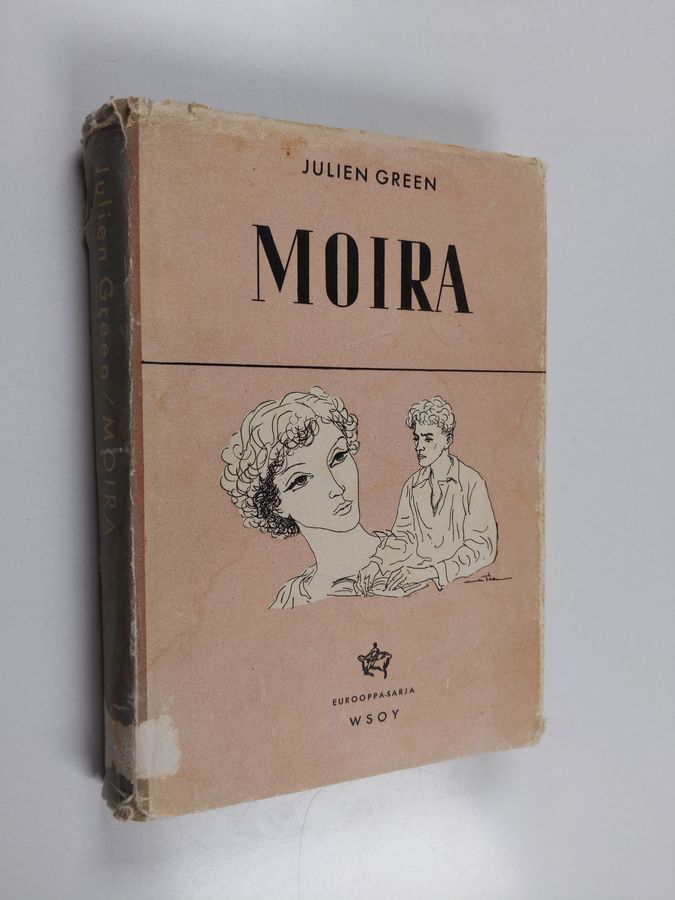 JULIEN GREEN
MOIRA
EUROOPPA-SARJA
WSOY
Julien Green / MOIRA